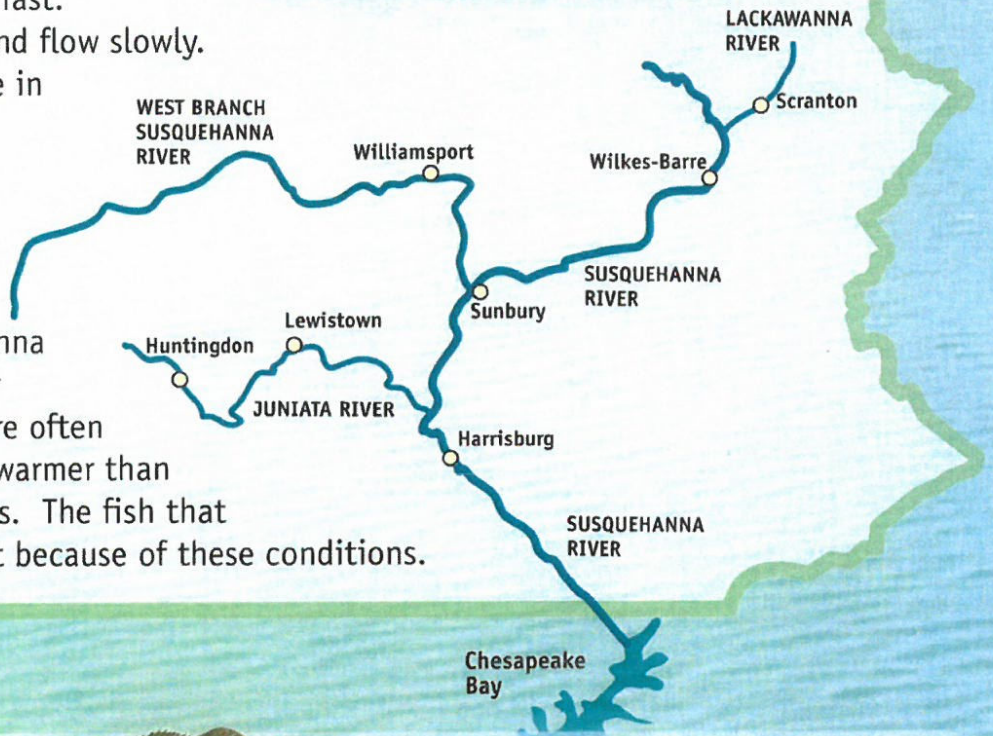 nd flow slowly.
e in
LACKAWANNA
RIVER
Scranton
WEST BRANCH
SUSQUEHANNA
RIVER
Williamsport
Wilkes-Barre
SUSQUEHANNA
RIVER
Sunbury
Lewistown
Huntingdon
JUNIATA RIVER
nna
re often
warmer than
s. The fish that
t because of these conditions.
Harrisburg
SUSQUEHANNA
RIVER
Chesapeake
Bay